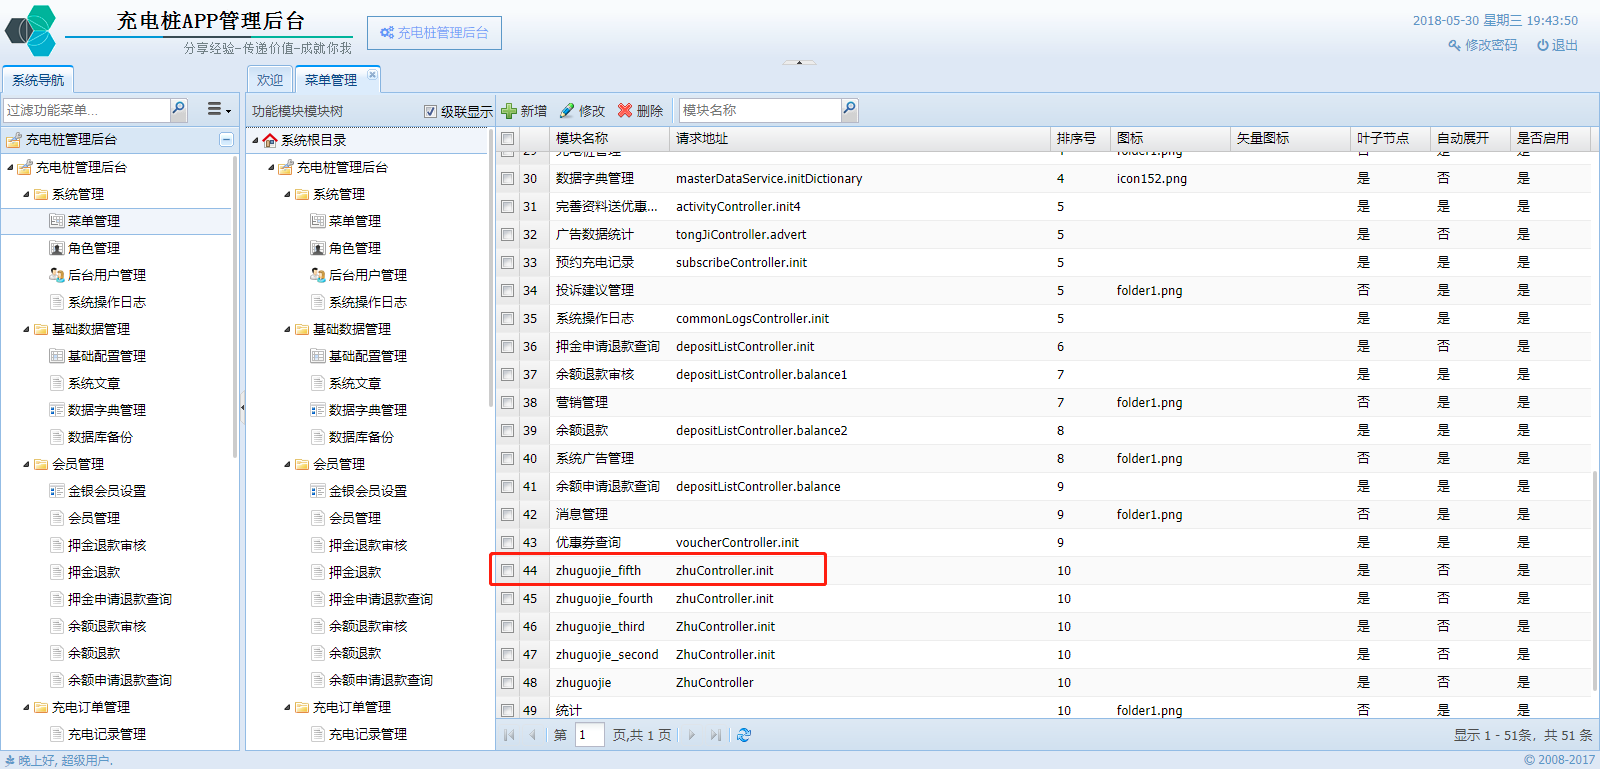 充电桩APP管理后台
分享经验-传递价值-成就你我
充电桩管理后台
2018-05-30 星期三 19:43:50
修改密码 退出
系统导航
欢迎 菜单管理
过滤功能菜单...
功能模块模块树 级联显示
新增 修改 删除 模块名称
充电桩管理后台
充电桩管理后台
系统管理
菜单管理
角色管理
后台用户管理
系统操作日志
基础数据管理
基础配置管理
系统文章
数据字典管理
数据库备份
会员管理
金银会员设置
会员管理
押金退款审核
押金退款
押金申请退款查询
余额退款审核
余额退款
余额申请退款查询
充电订单管理
充电记录管理
系统根目录
充电桩管理后台
系统管理
菜单管理
角色管理
后台用户管理
系统操作日志
基础数据管理
基础配置管理
系统文章
数据字典管理
数据库备份
会员管理
金银会员设置
会员管理
押金退款审核
押金退款
押金申请退款查询
余额退款审核
余额退款
余额申请退款查询
充电订单管理
充电记录管理
模块名称 请求地址 排序号 图标 矢量图标 叶子节点 自动展开 是否启用
29 充电桩管理 4 folder1.png 否 是 是
30 数据字典管理 masterDataService.initDictionary 4 icon152.png 是 否 是
31 完善资料送优惠... activityController.init4 5 是 是 是
32 广告数据统计 tongJiController.advert 5 是 否 是
33 预约充电记录 subscribeController.init 5 是 是 是
34 投诉建议管理 5 folder1.png 否 是 是
35 系统操作日志 commonLogsController.init 5 是 是 是
36 押金申请退款查询 depositListController.init 6 是 否 是
37 余额退款审核 depositListController.balance1 7 是 是 是
38 营销管理 7 folder1.png 否 是 是
39 余额退款 depositListController.balance2 8 是 是 是
40 系统广告管理 8 folder1.png 否 是 是
41 余额申请退款查询 depositListController.balance 9 是 是 是
42 消息管理 9 folder1.png 否 是 是
43 优惠券查询 voucherController.init 9 是 是 是
44 zhuguojie_fifth zhuController.init 10 是 否 是
45 zhuguojie_fourth zhuController.init 10 是 否 是
46 zhuguojie_third ZhuController.init 10 是 否 是
47 zhuguojie_second ZhuController.init 10 是 否 是
48 zhuguojie ZhuController 10 是 否 是
49 统计 10 folder1.png 否 是 是
第 1 页,共 1 页
显示 1 - 51条，共 51 条
晚上好, 超级用户.
© 2008-2017